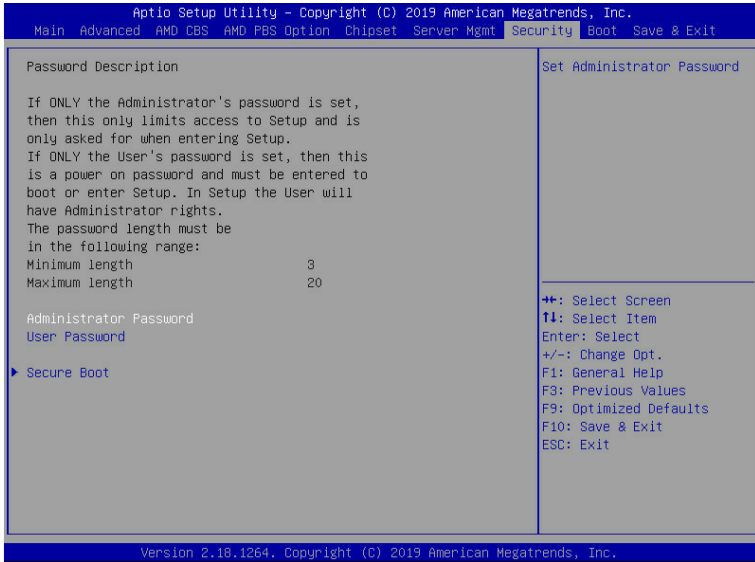 Aptio Setup Utility – Copyright (C) 2019 American Megatrends, Inc.
Main Advanced AMD CBS AMD PBS Option Chipset Server Mgmt Security Boot Save & Exit
Password Description
If ONLY the Administrator's password is set,
then this only limits access to Setup and is
only asked for when entering Setup.
If ONLY the User's password is set, then this
is a power on password and must be entered to
boot or enter Setup. In Setup the User will
have Administrator rights.
The password length must be
in the following range:
Minimum length 3
Maximum length 20
Administrator Password
User Password
Secure Boot
Set Administrator Password
→←: Select Screen
↑↓: Select Item
Enter: Select
+/-: Change Opt.
F1: General Help
F3: Previous Values
F9: Optimized Defaults
F10: Save & Exit
ESC: Exit
Version 2.18.1264. Copyright (C) 2019 American Megatrends, Inc.